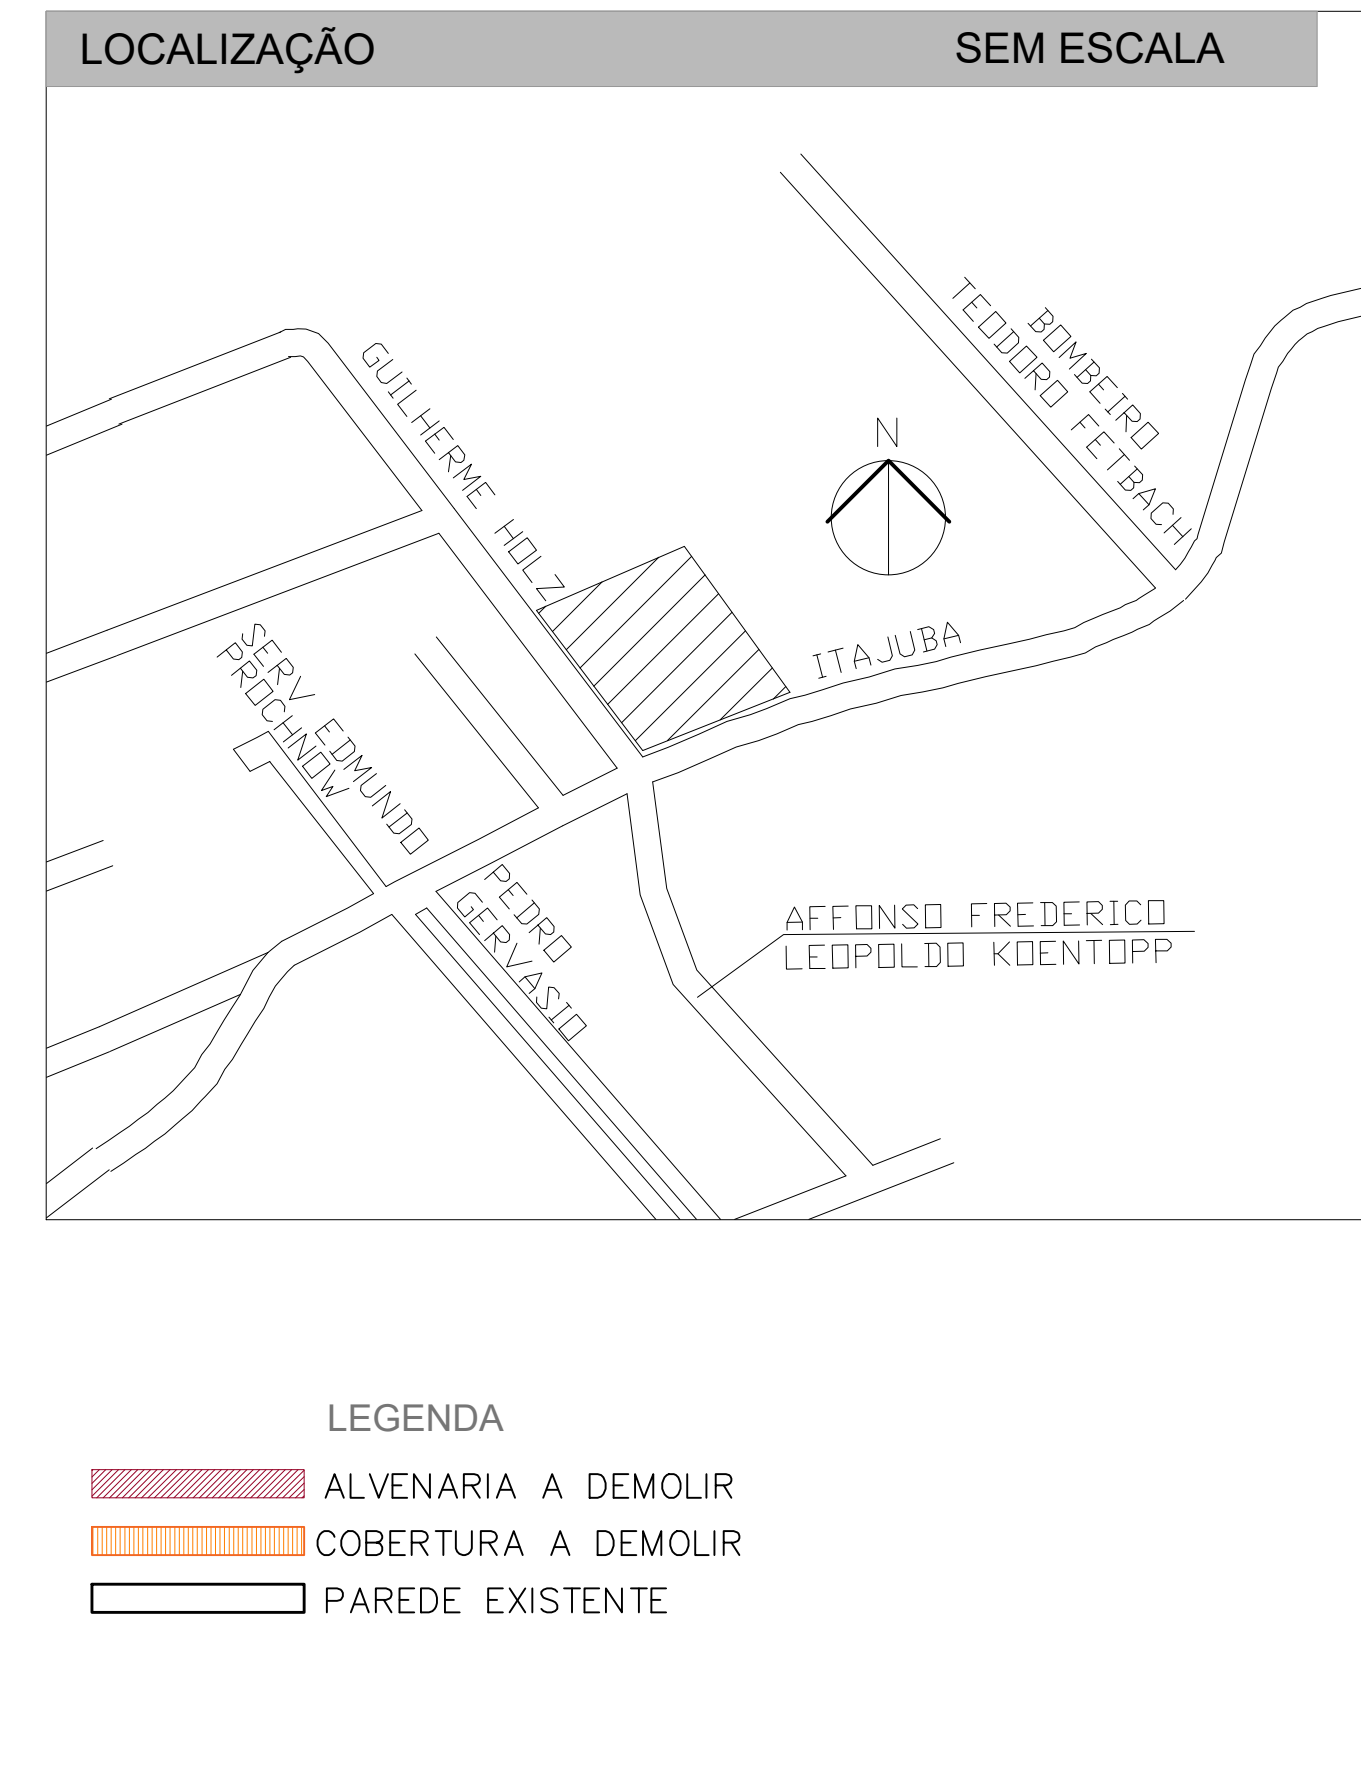 LOCALIZAÇÃO
SEM ESCALA
BOMBEIRO
TEODORO FETBACH
GUILHERME HOLZ
N
ITAJUBA
SERV EDMUNDO
PROCHNOW
PEDRO
GERVASIO
AFFONSO FREDERICO
LEOPOLDO KOENTOPP
LEGENDA
ALVENARIA A DEMOLIR
COBERTURA A DEMOLIR
PAREDE EXISTENTE